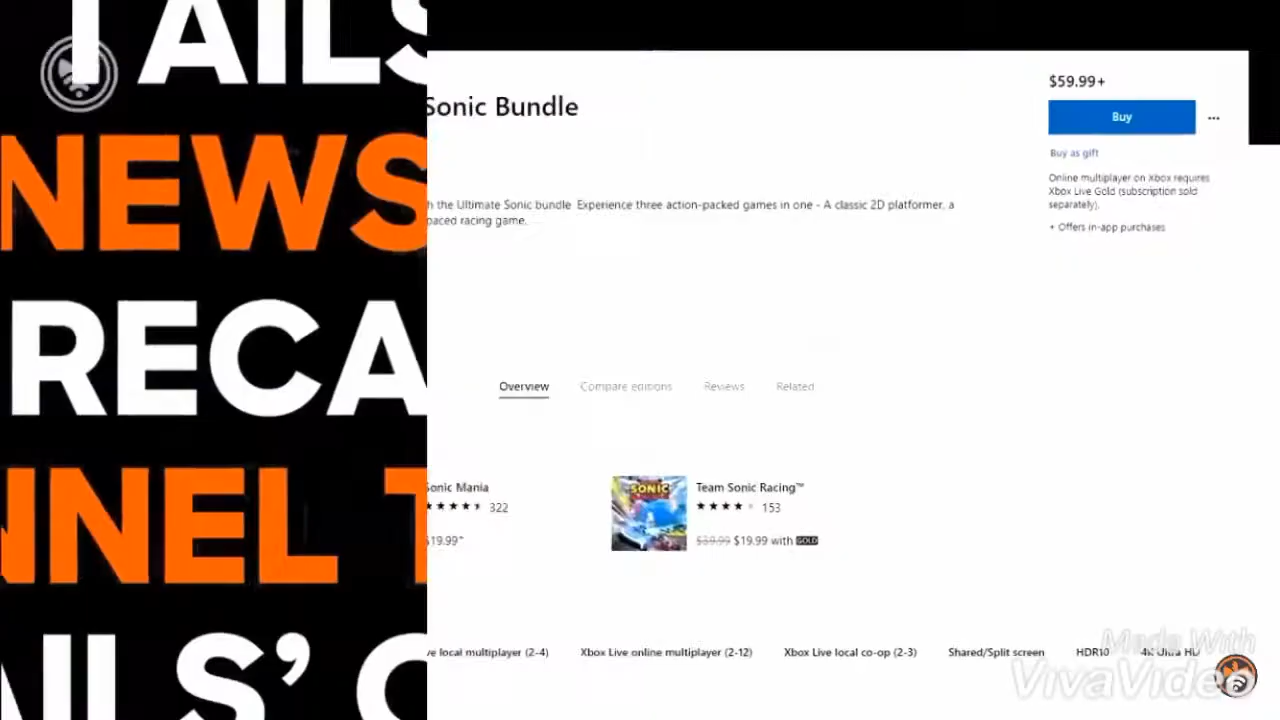 TAILS
NEWS
RECA
NNEL T
AILS' C
Sonic Bundle
$59.99+
Buy
...
Buy as gift
Online multiplayer on Xbox requires
Xbox Live Gold (subscription sold
separately).
+ Offers in-app purchases
h the Ultimate Sonic bundle Experience three action-packed games in one - A classic 2D platformer, a
paced racing game.
Overview
Compare editions
Reviews
Related
Sonic Mania
322
$19.99+
SONIC
Team Sonic Racing™
153
$39.99 $19.99 with GOLD
ve local multiplayer (2-4)
Xbox Live online multiplayer (2-12)
Xbox Live local co-op (2-3)
Shared/Split screen
HDR10
4K Ultra HD
Made With
VivaVideo